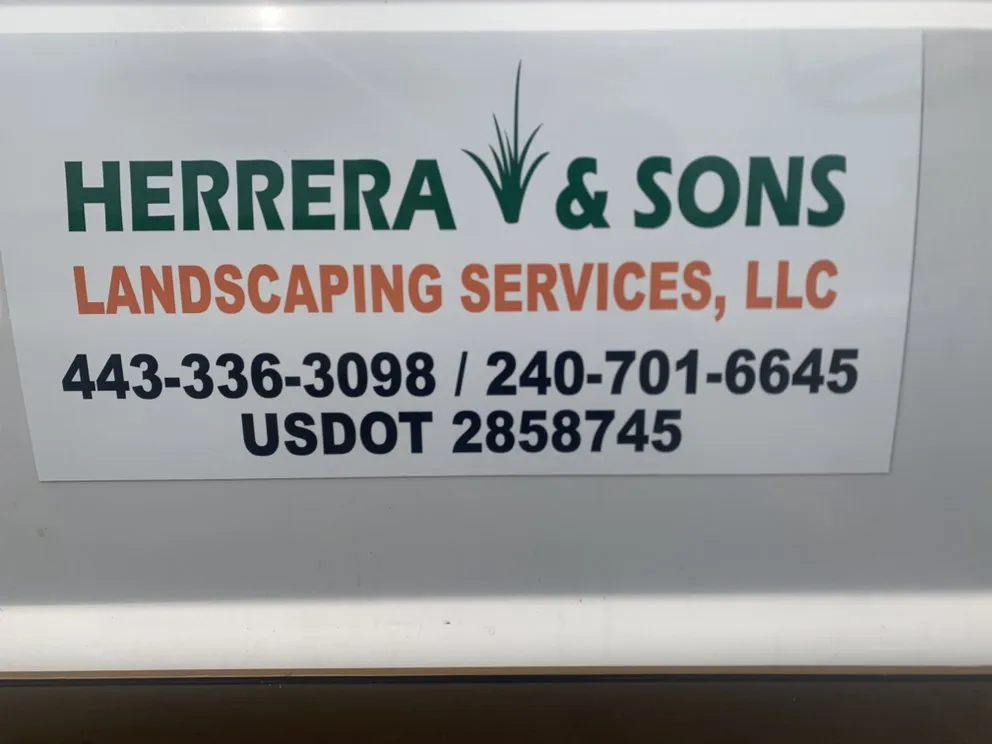 HERRERA & SONS
LANDSCAPING SERVICES, LLC
443-336-3098 / 240-701-6645
USDOT 2858745